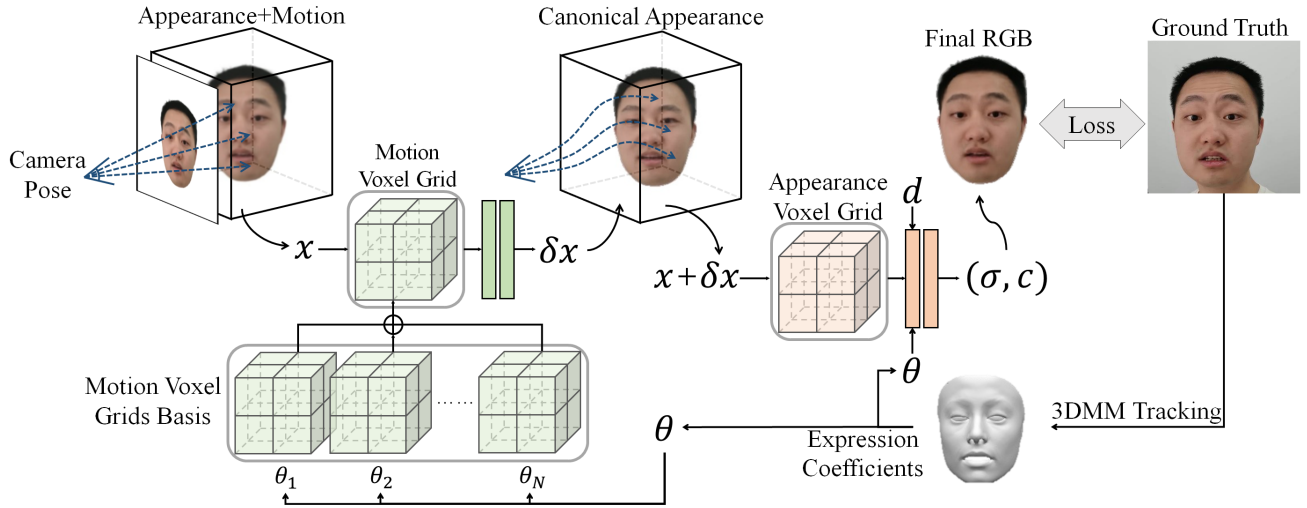 Appearance+Motion
Canonical Appearance
Final RGB
Ground Truth
Camera
Pose
Motion
Voxel Grid
Loss
Appearance
Voxel Grid
d
x
δx
x+δx
(σ, c)
θ
Motion Voxel
Grids Basis
......
θ
Expression
Coefficients
3DMM Tracking
θ1
θ2
θN